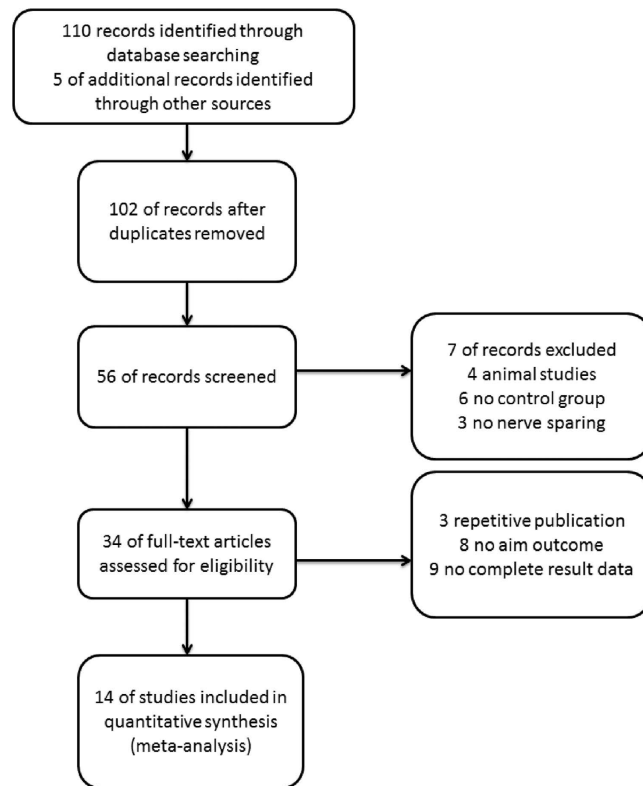 110 records identified through
database searching
5 of additional records identified
through other sources
102 of records after
duplicates removed
56 of records screened
7 of records excluded
4 animal studies
6 no control group
3 no nerve sparing
34 of full-text articles
assessed for eligibility
3 repetitive publication
8 no aim outcome
9 no complete result data
14 of studies included in
quantitative synthesis
(meta-analysis)